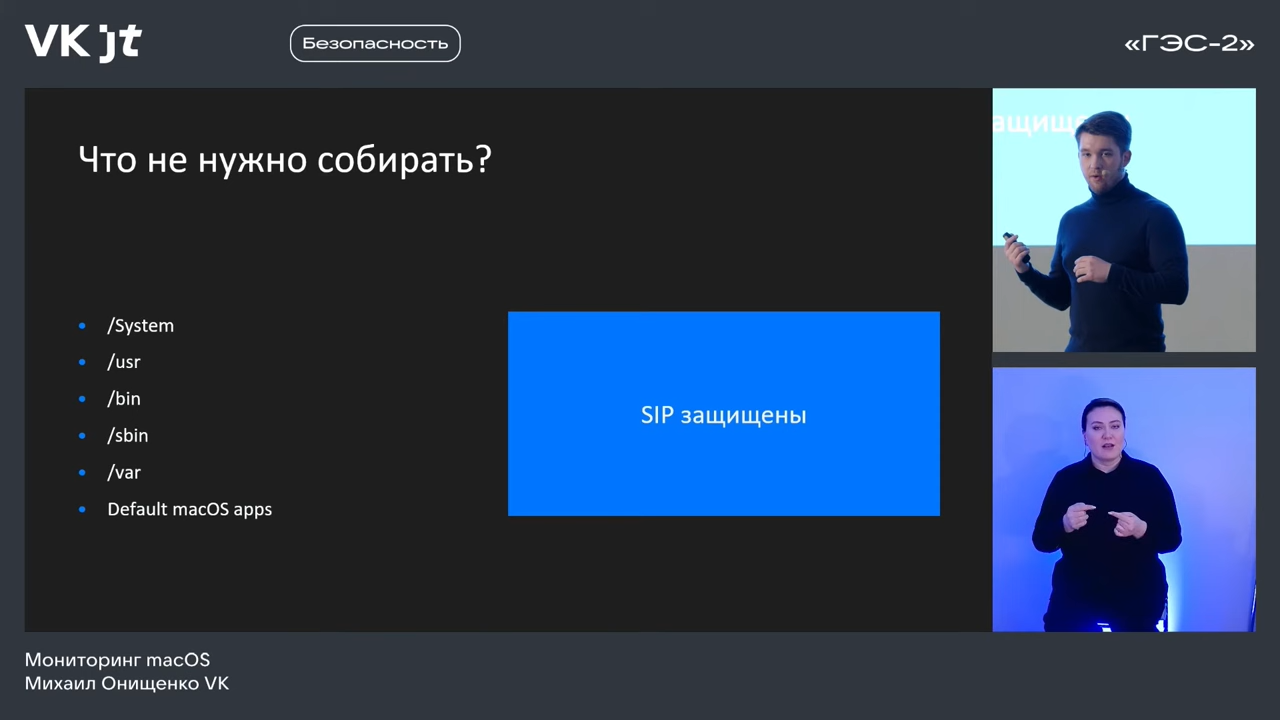 VK jt
Безопасность
«ГЭС-2»
Что не нужно собирать?
/System
/usr
/bin
/sbin
/var
Default macOS apps
SIP защищены
ащище
Мониторинг macOS
Михаил Онищенко VK